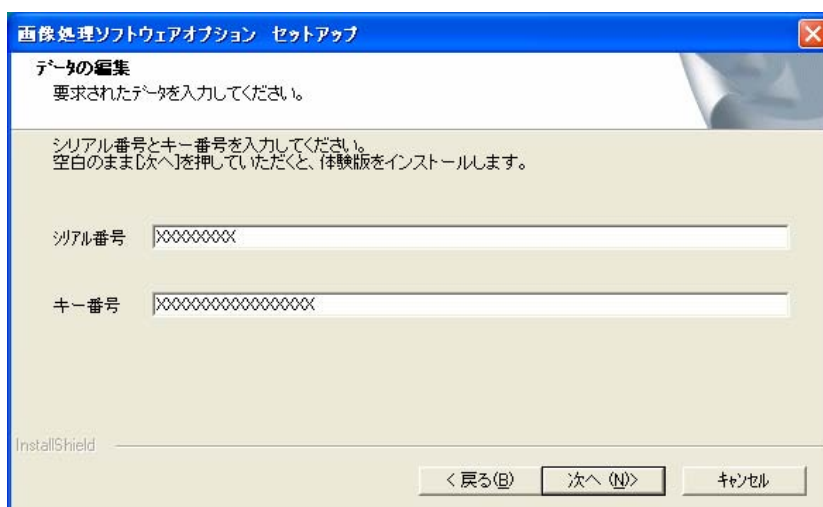 画像処理ソフトウェアオプション セットアップ
データの編集
要求されたデータを入力してください。
シリアル番号とキー番号を入力してください。
空白のまま[次へ]を押していただくと、体験版をインストールします。
シリアル番号 XXXXXXXX
キー番号 XXXXXXXXXXXXXXXX
InstallShield
< 戻る(B) 次へ (N)> キャンセル